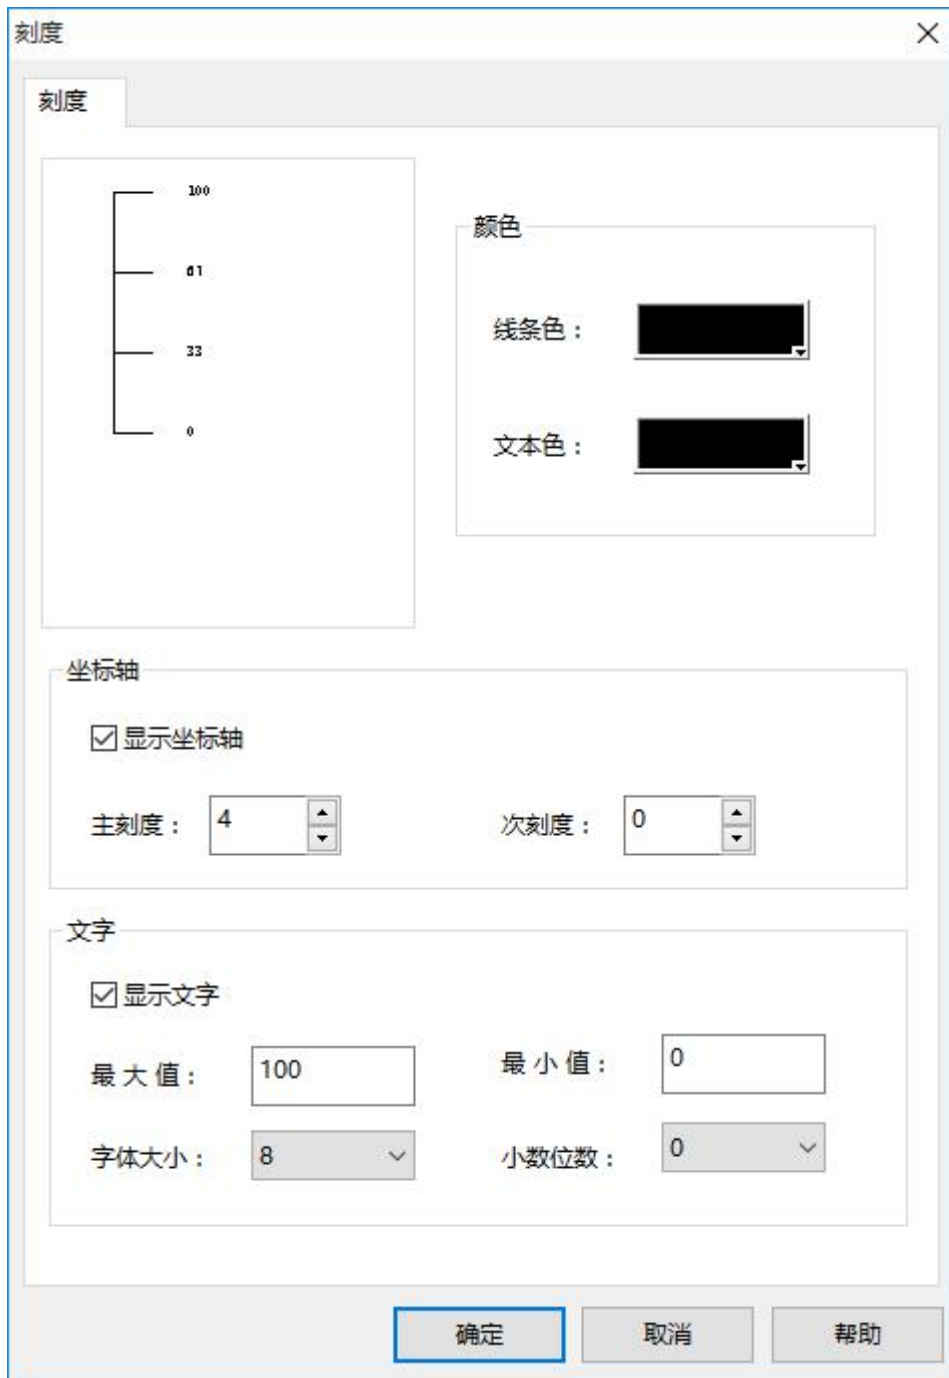 刻度
刻度
100
67
33
0
颜色
线条色：
文本色：
坐标轴
显示坐标轴
主刻度： 4 次刻度： 0
文字
显示文字
最 大 值： 100 最 小 值： 0
字体大小： 8 小数位数： 0
确定 取消 帮助